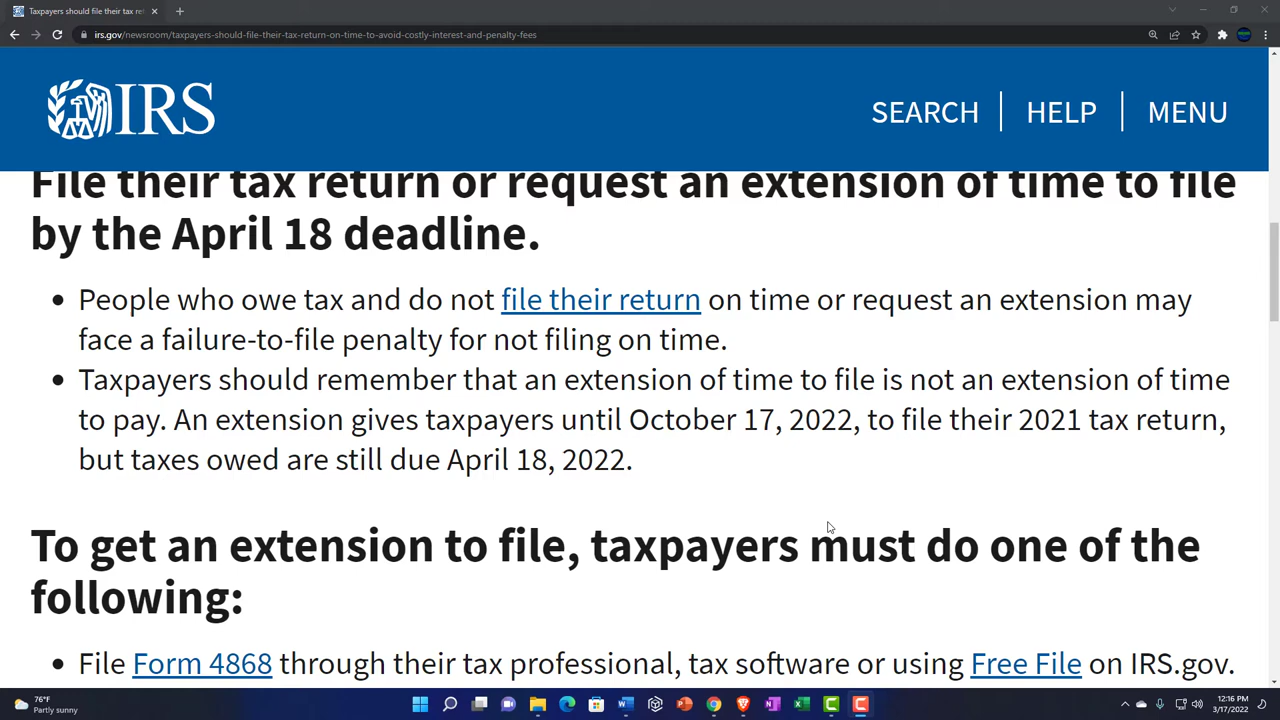 Taxpayers should file their tax ret
irs.gov/newsroom/taxpayers-should-file-their-tax-return-on-time-to-avoid-costly-interest-and-penalty-fees
IRS
SEARCH HELP MENU
File their tax return or request an extension of time to file
by the April 18 deadline.
• People who owe tax and do not file their return on time or request an extension may
face a failure-to-file penalty for not filing on time.
• Taxpayers should remember that an extension of time to file is not an extension of time
to pay. An extension gives taxpayers until October 17, 2022, to file their 2021 tax return,
but taxes owed are still due April 18, 2022.
To get an extension to file, taxpayers must do one of the
following:
• File Form 4868 through their tax professional, tax software or using Free File on IRS.gov.
76°F
Partly sunny
12:16 PM
3/17/2022